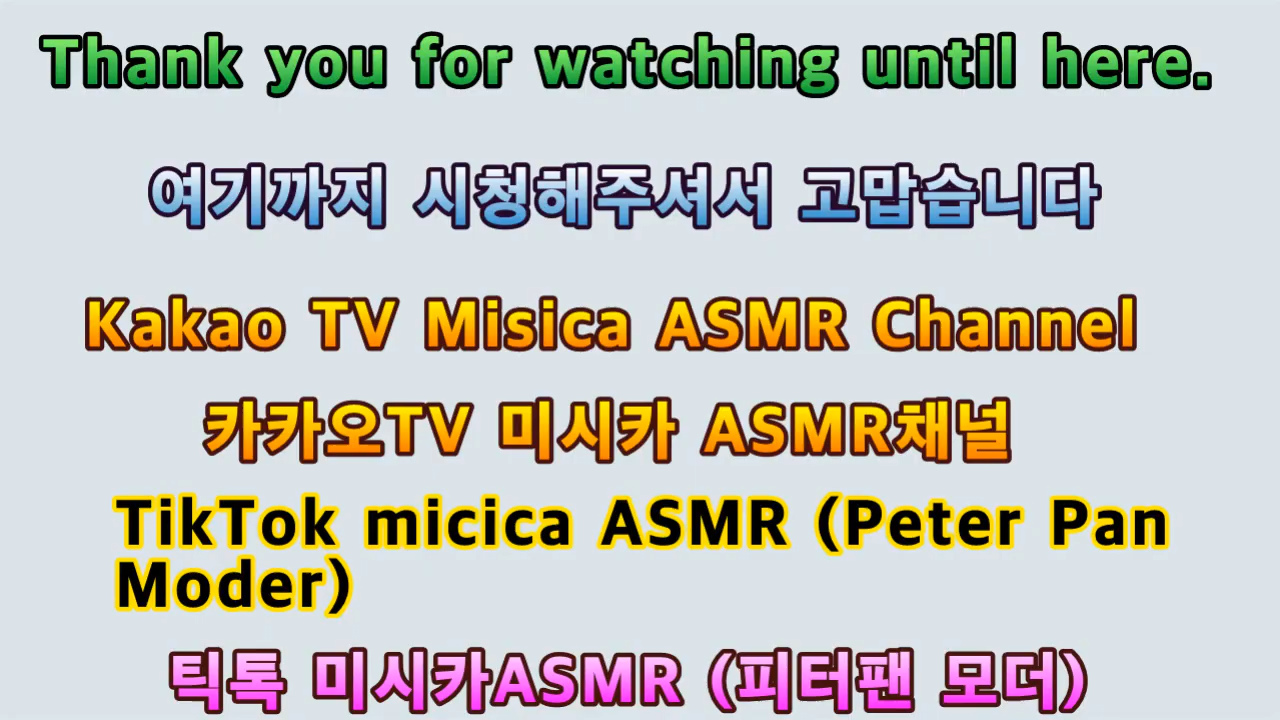 Thank you for watching until here.
여기까지 시청해주셔서 고맙습니다
Kakao TV Misica ASMR Channel
카카오TV 미시카 ASMR채널
TikTok micica ASMR (Peter Pan
Moder)
틱톡 미시카ASMR (피터팬 모더)